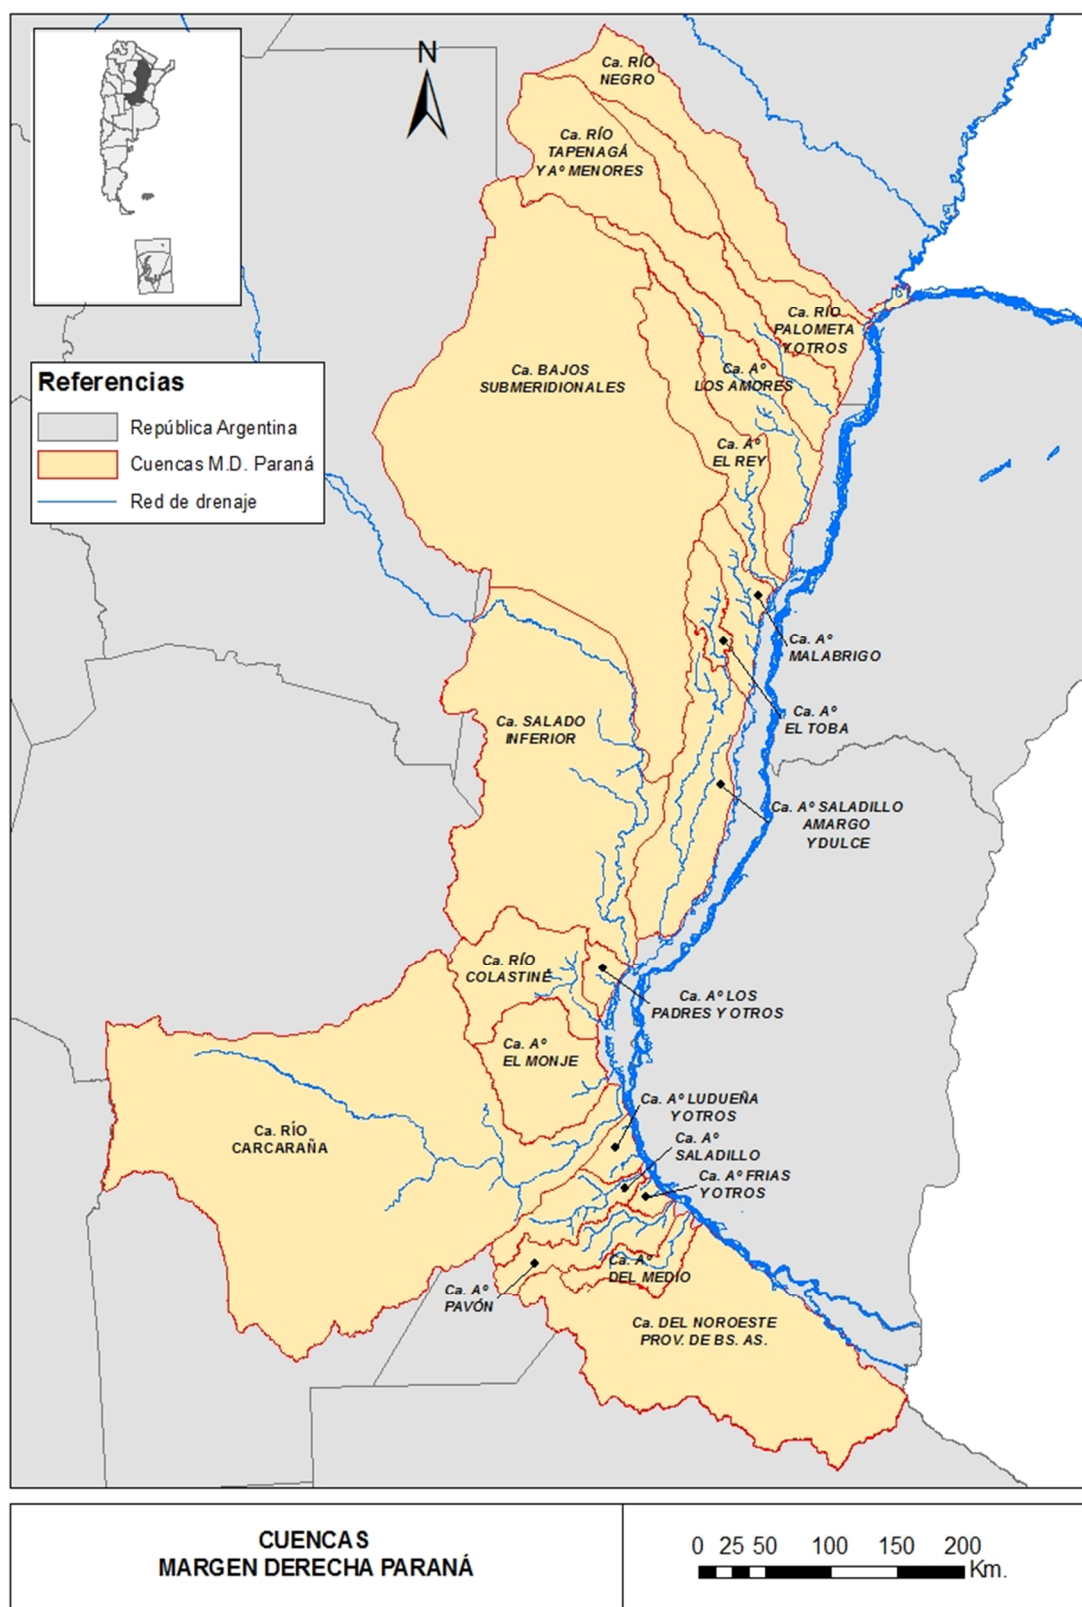 N
Ca. RÍO
NEGRO
Ca. RÍO
TAPENAGÁ
Y Aº MENORES
Ca. RÍO
PALOMETA
Y OTROS
Ca. BAJOS
SUBMERIDIONALES
Ca. Aº
LOS AMORES
Referencias
República Argentina
Cuencas M.D. Paraná
Red de drenaje
Ca. Aº
EL REY
Ca. Aº
MALABRIGO
Ca. Aº
EL TOBA
Ca. SALADO
INFERIOR
Ca. Aº SALADILLO
AMARGO
Y DULCE
Ca. RÍO
COLASTINÉ
Ca. Aº LOS
PADRES Y OTROS
Ca. Aº
EL MONJE
Ca. Aº LUDUEÑA
Y OTROS
Ca. RÍO
CARCARAÑA
Ca. Aº
SALADILLO
Ca. Aº FRIAS
Y OTROS
Ca. Aº
DEL MEDIO
Ca. Aº
PAVÓN
Ca. DEL NOROESTE
PROV. DE BS. AS.
CUENCAS
MARGEN DERECHA PARANÁ
0 25 50 100 150 200
Km.